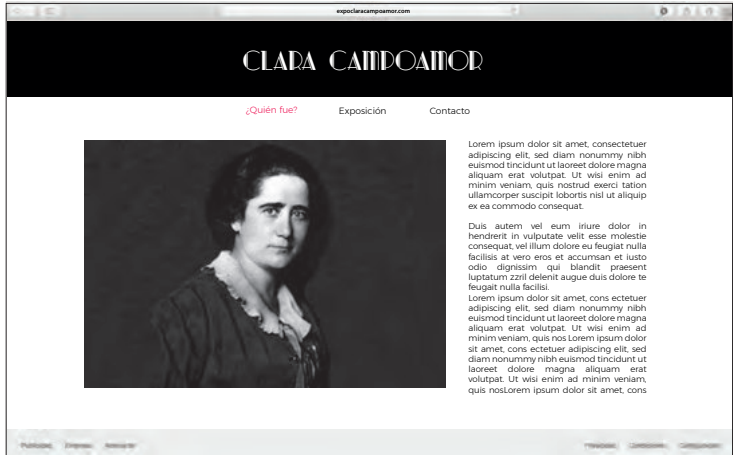 expoclaracampoamor.com
CLARA CAMPOAMOR
¿Quién fue? Exposición Contacto
Lorem ipsum dolor sit amet, consectetuer
adipiscing elit, sed diam nonummy nibh
euismod tincidunt ut laoreet dolore magna
aliquam erat volutpat. Ut wisi enim ad
minim veniam, quis nostrud exerci tation
ullamcorper suscipit lobortis nisl ut aliquip
ex ea commodo consequat.
Duis autem vel eum iriure dolor in
hendrerit in vulputate velit esse molestie
consequat, vel illum dolore eu feugiat nulla
facilisis at vero eros et accumsan et iusto
odio dignissim qui blandit praesent
luptatum zzril delenit augue duis dolore te
feugait nulla facilisi.
Lorem ipsum dolor sit amet, cons ectetuer
adipiscing elit, sed diam nonummy nibh
euismod tincidunt ut laoreet dolore magna
aliquam erat volutpat. Ut wisi enim ad
minim veniam, quis nos Lorem ipsum dolor
sit amet, cons ectetuer adipiscing elit, sed
diam nonummy nibh euismod tincidunt ut
laoreet dolore magna aliquam erat
volutpat. Ut wisi enim ad minim veniam,
quis nosLorem ipsum dolor sit amet, cons